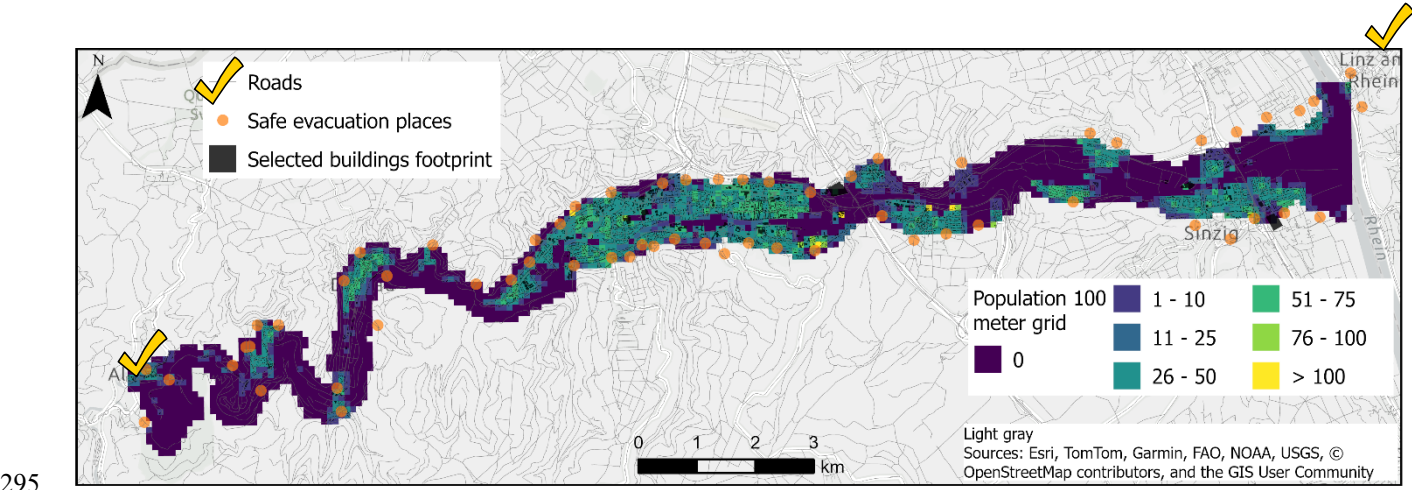 N
Linz am
Rhein
Roads
Safe evacuation places
Selected buildings footprint
Sinzig
Rhein
Population 100
meter grid
0
1 - 10
11 - 25
26 - 50
51 - 75
76 - 100
> 100
0 1 2 3
km
Light gray
Sources: Esri, TomTom, Garmin, FAO, NOAA, USGS, ©
OpenStreetMap contributors, and the GIS User Community
295